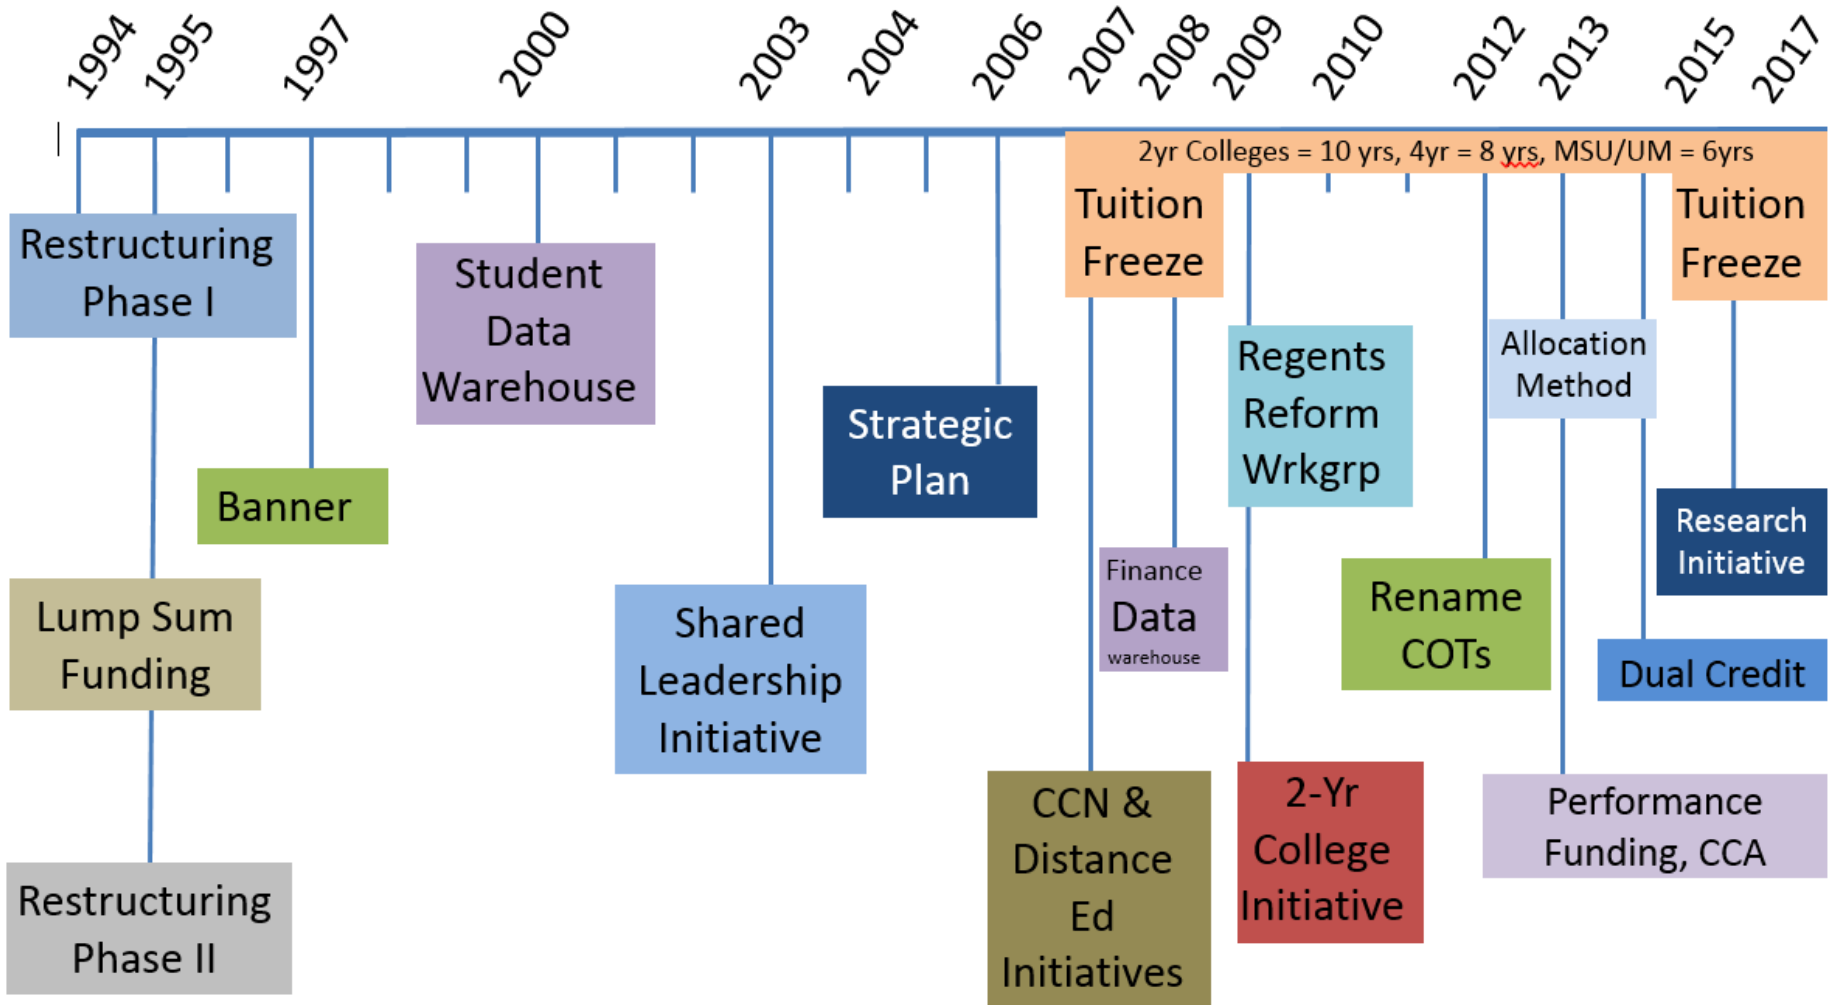 1994
1995
1997
2000
2003
2004
2006
2007
2008
2009
2010
2012
2013
2015
2017
2yr Colleges = 10 yrs, 4yr = 8 yrs, MSU/UM = 6yrs
Tuition
Freeze
Tuition
Freeze
Restructuring
Phase I
Student
Data
Warehouse
Regents
Reform
Wrkgrp
Allocation
Method
Strategic
Plan
Banner
Research
Initiative
Finance
Data
warehouse
Rename
COTs
Lump Sum
Funding
Shared
Leadership
Initiative
Dual Credit
CCN &
Distance
Ed
Initiatives
2-Yr
College
Initiative
Performance
Funding, CCA
Restructuring
Phase II